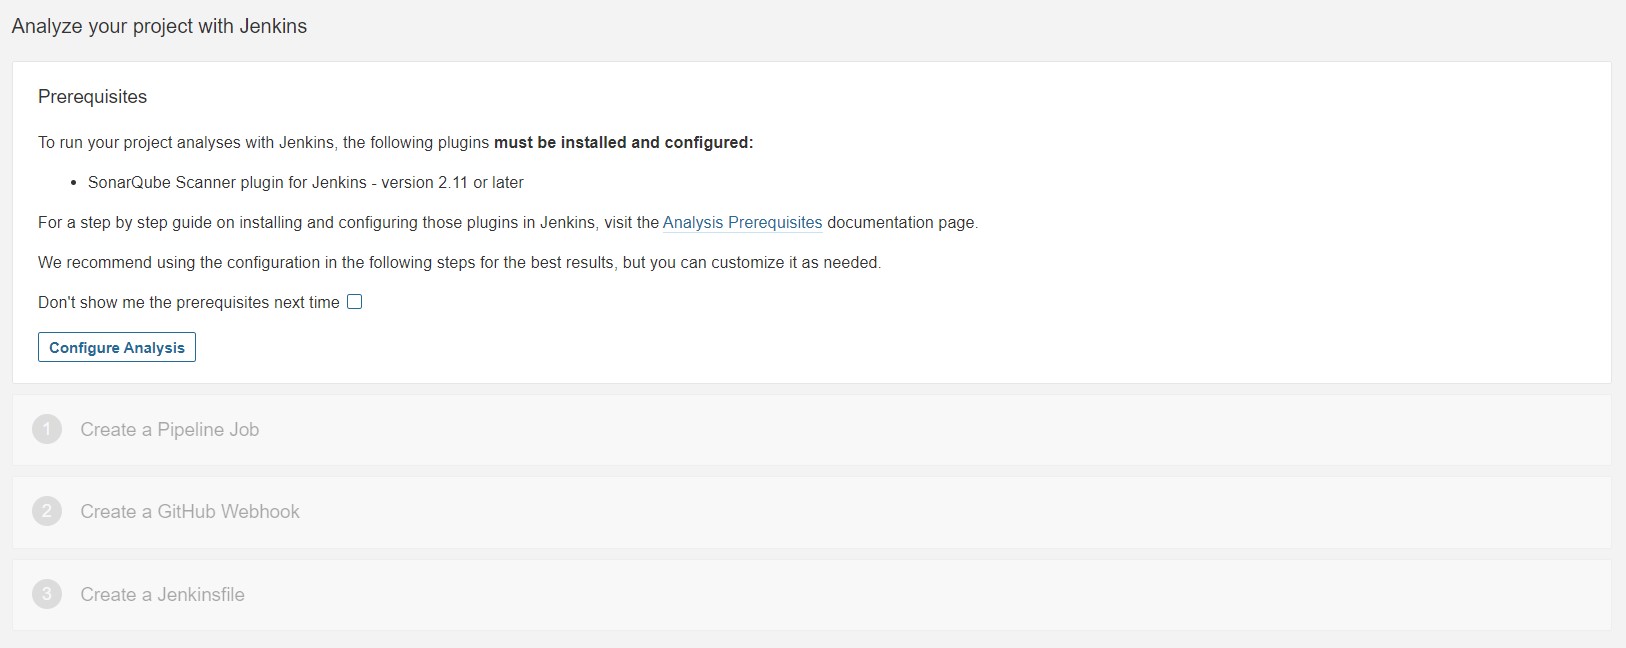 Analyze your project with Jenkins
Prerequisites
To run your project analyses with Jenkins, the following plugins must be installed and configured:
• SonarQube Scanner plugin for Jenkins - version 2.11 or later
For a step by step guide on installing and configuring those plugins in Jenkins, visit the Analysis Prerequisites documentation page.
We recommend using the configuration in the following steps for the best results, but you can customize it as needed.
Don't show me the prerequisites next time
Configure Analysis
1 Create a Pipeline Job
2 Create a GitHub Webhook
3 Create a Jenkinsfile